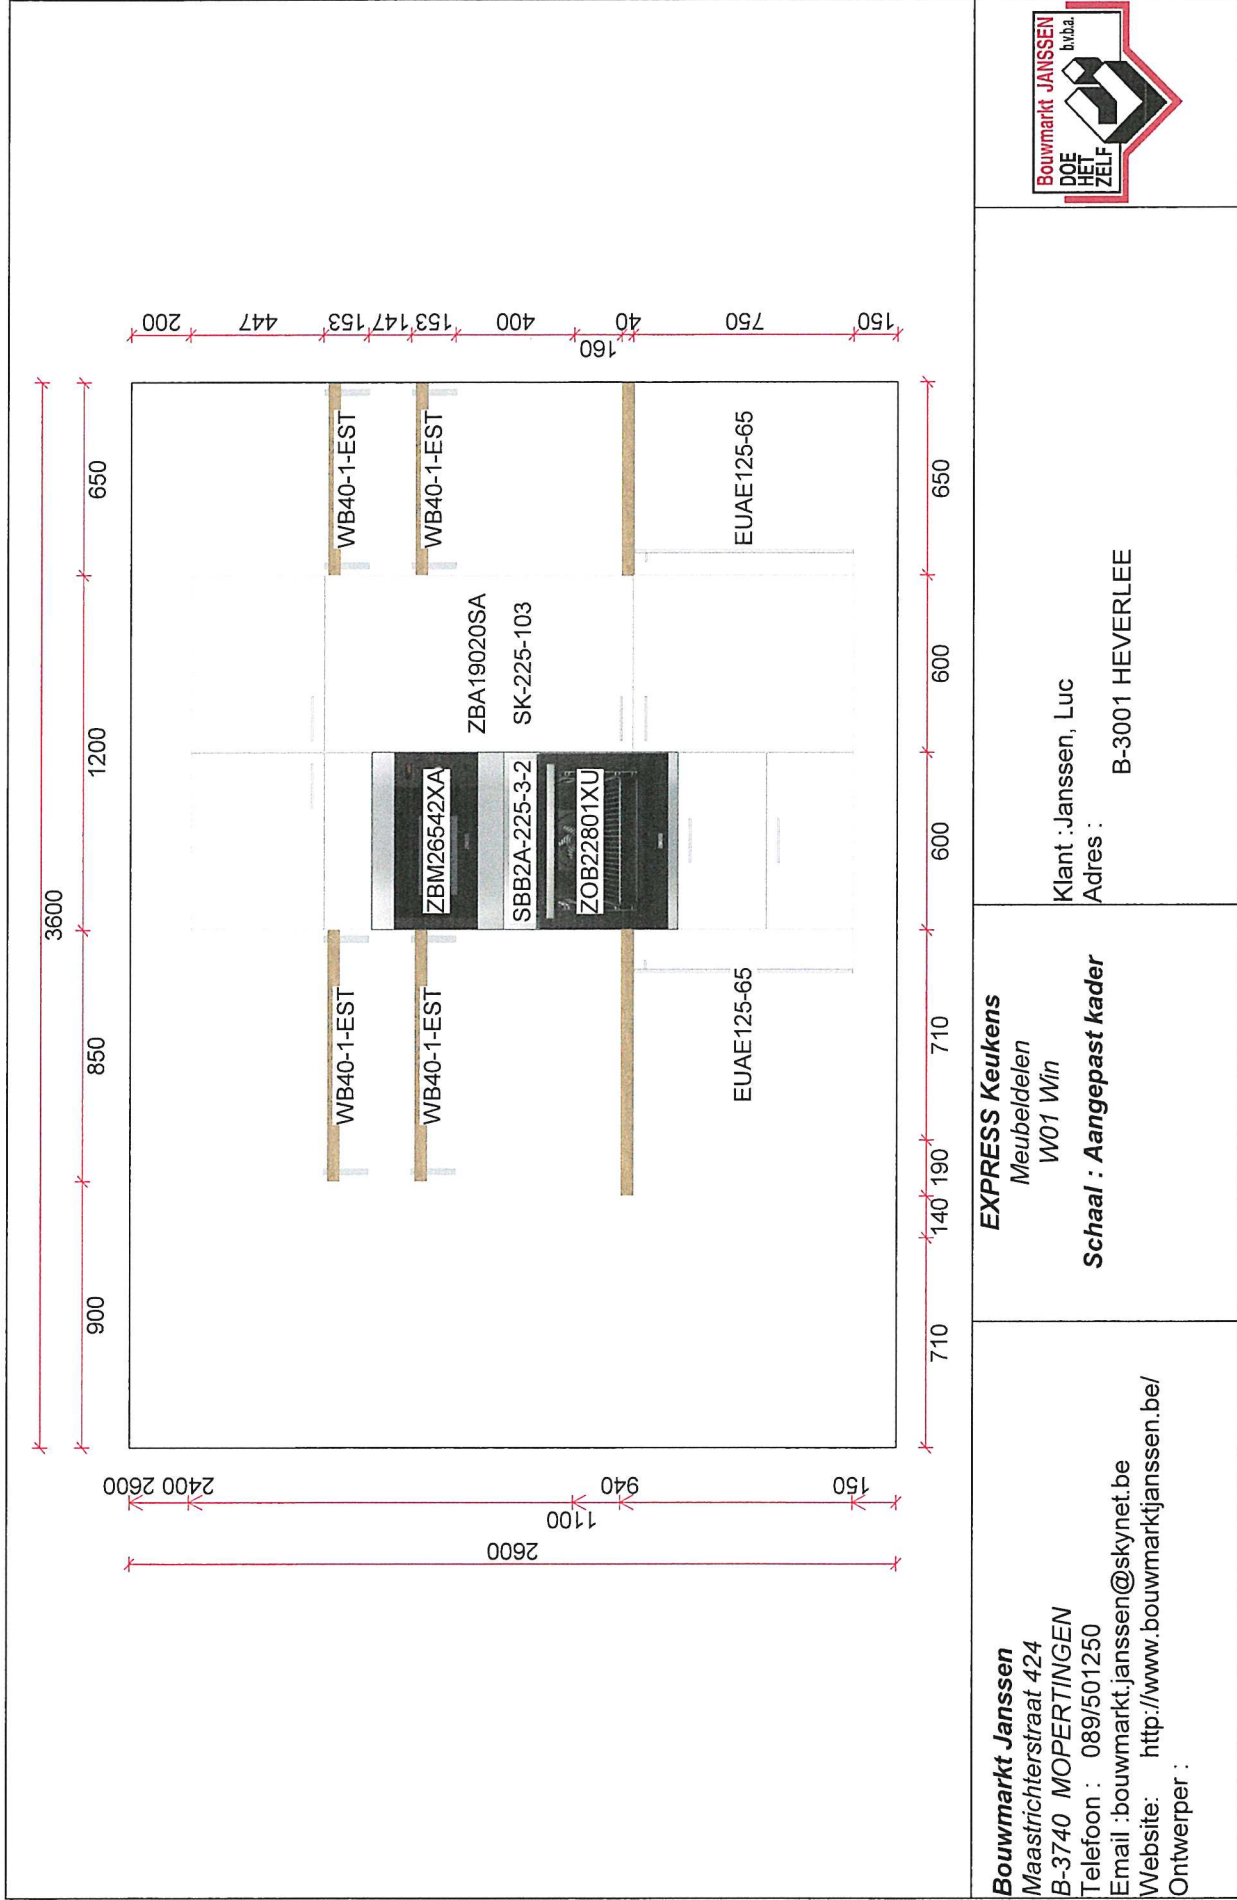 3600
900
850
1200
650
2600
2600
2400
1100
940
150
200
447
153
147
153
400
160
40
750
150
WB40-1-EST
WB40-1-EST
WB40-1-EST
WB40-1-EST
ZBM26542XA
ZBA19020SA
SK-225-103
SBB2A-225-3-2
ZOB22801XU
EUAE125-65
EUAE125-65
710
140
190
710
600
600
650
Bouwmarkt Janssen
Maastrichterstraat 424
B-3740 MOPERTINGEN
Telefoon : 089/501250
Email :bouwmarkt.janssen@skynet.be
Website: http://www.bouwmarktjanssen.be/
Ontwerper :
EXPRESS Keukens
Meubeldelen
W01 Win
Schaal : Aangepast kader
Klant :Janssen, Luc
Adres :
B-3001 HEVERLEE
Bouwmarkt JANSSEN
b.v.b.a.
DOE
HET
ZELF